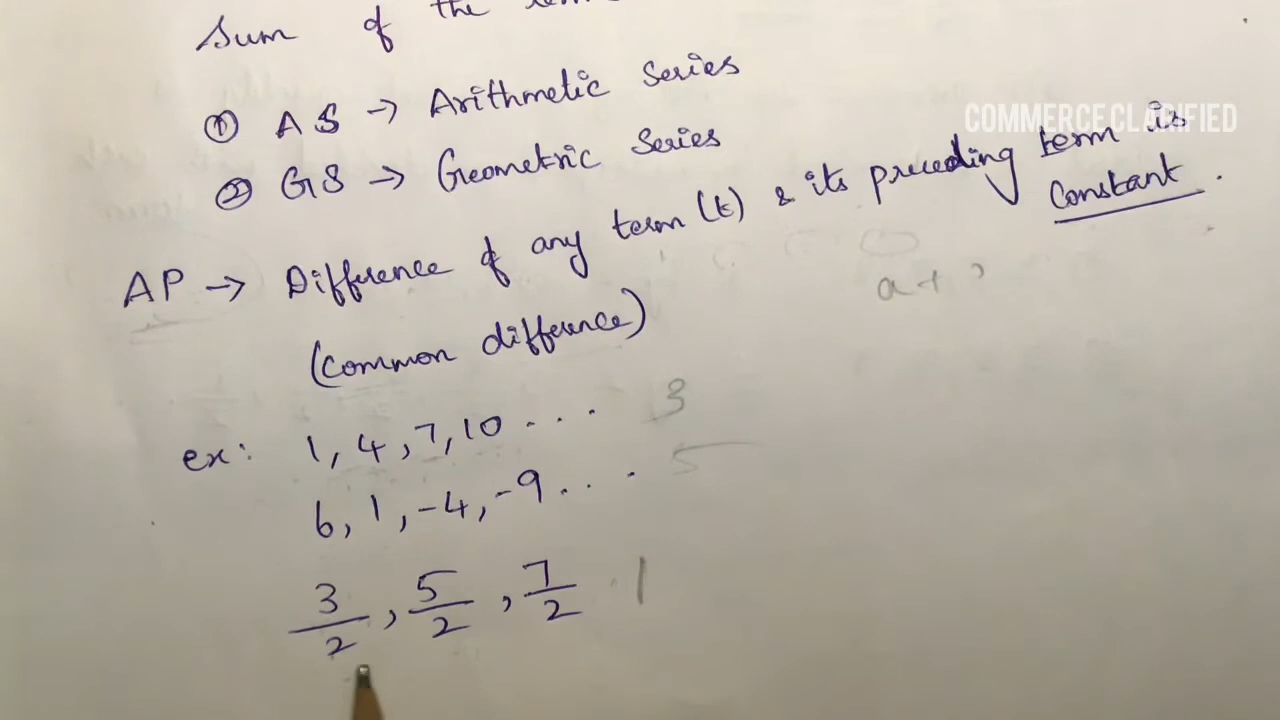 Sum of the
① AS → Arithmetic Series
② GS → Geometric Series
COMMERCE CLARIFIED
AP → Difference of any term (t) & its preceding term is constant.
(common difference)
a +
ex: 1, 4, 7, 10 . . . 3
6, 1, -4, -9 . . . 5
3/2, 5/2, 7/2 1